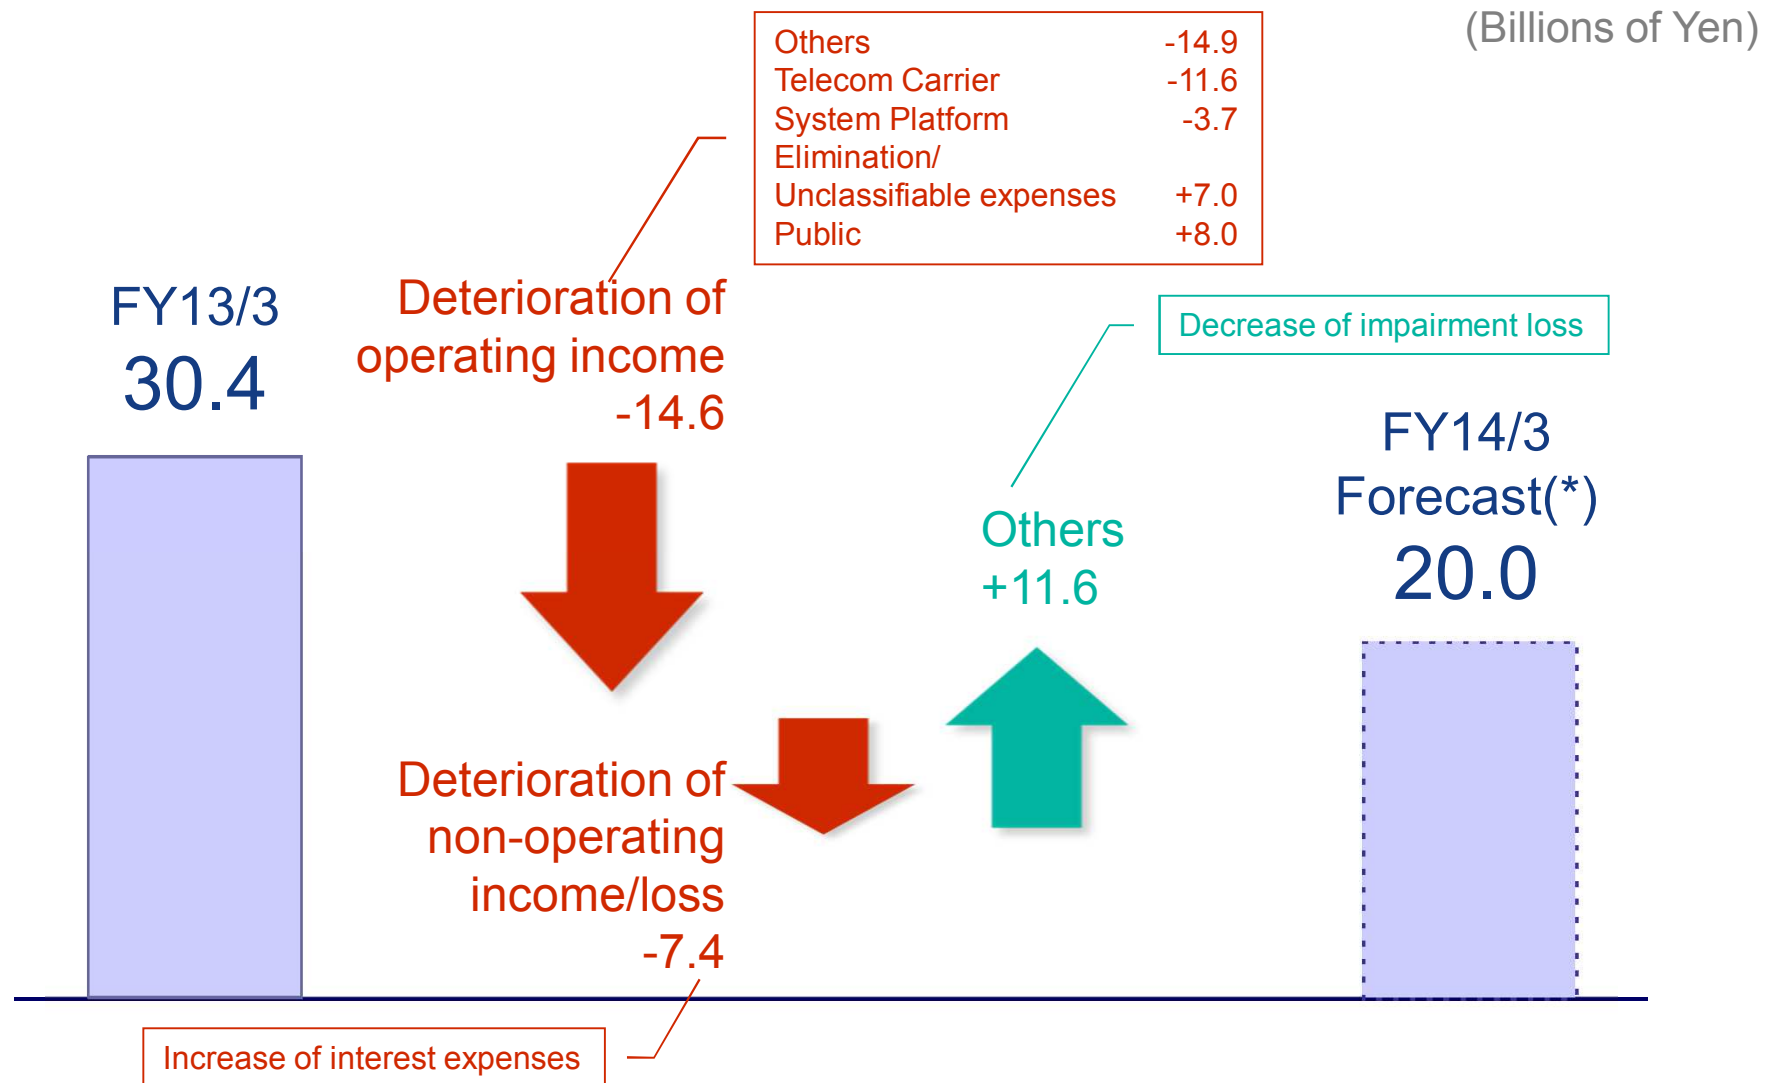 (Billions of Yen)
Others -14.9
Telecom Carrier -11.6
System Platform -3.7
Elimination/
Unclassifiable expenses +7.0
Public +8.0
FY13/3
30.4
Deterioration of
operating income
-14.6
Decrease of impairment loss
Others
+11.6
FY14/3
Forecast(*)
20.0
Deterioration of
non-operating
income/loss
-7.4
Increase of interest expenses